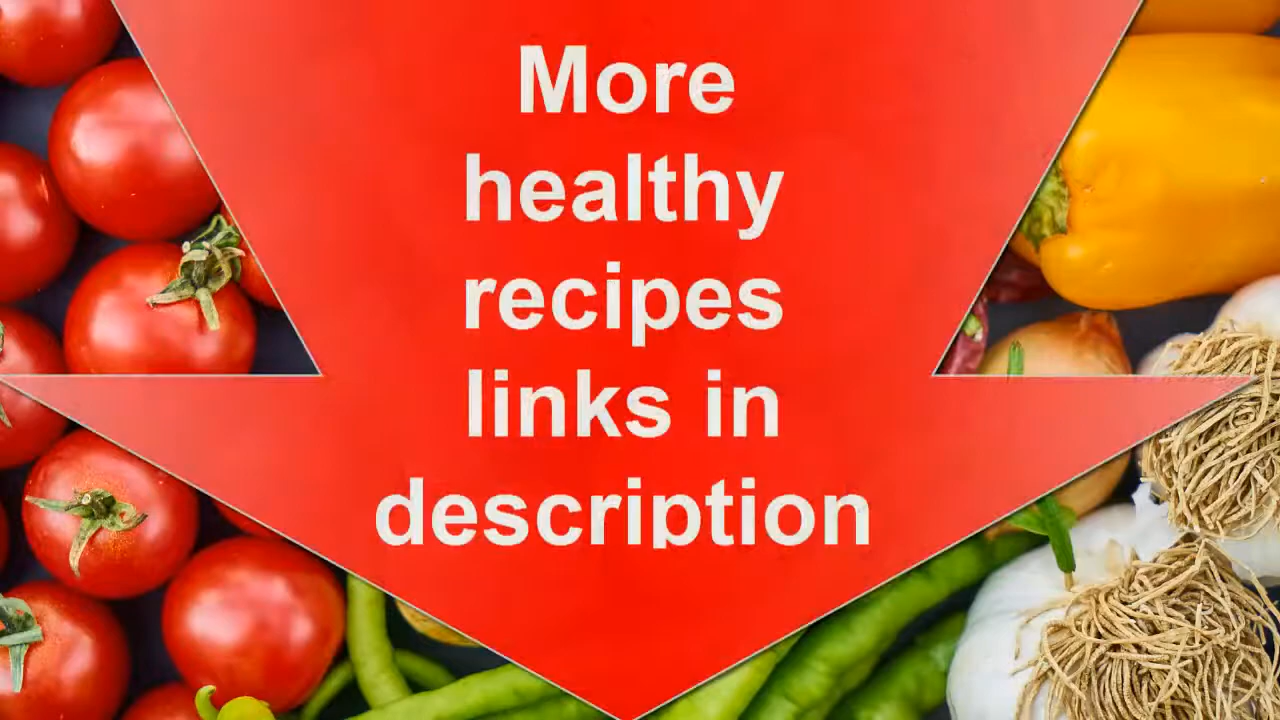 More
healthy
recipes
links in
description